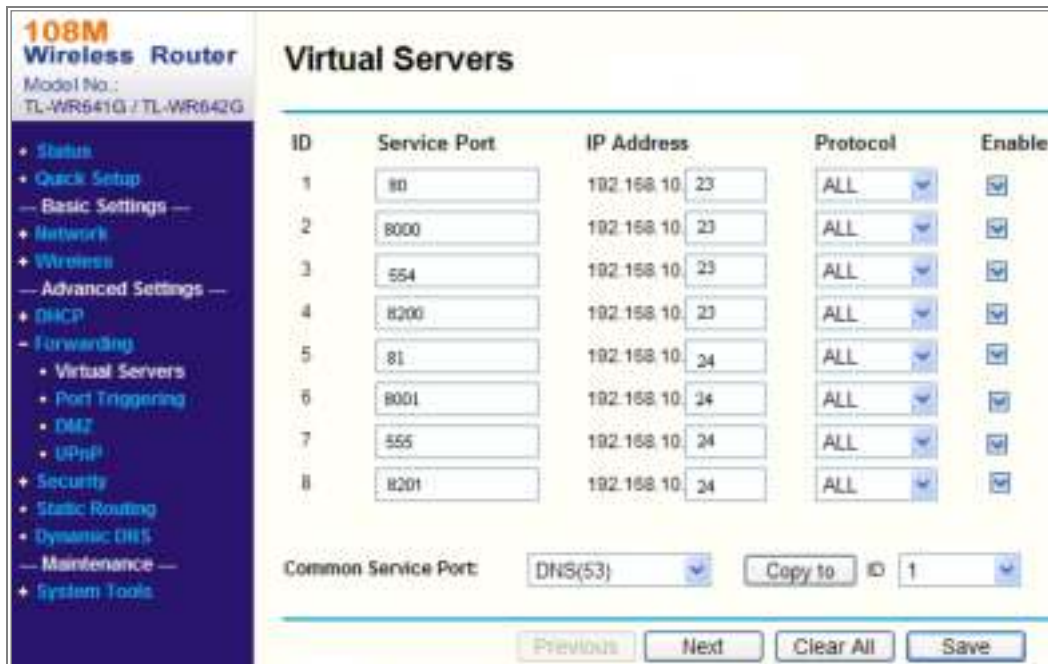 108M
Wireless Router
Model No.:
TL-WR641G / TL-WR642G
Virtual Servers
• Status
• Quick Setup
--- Basic Settings ---
+ Network
+ Wireless
--- Advanced Settings ---
+ DHCP
- Forwarding
• Virtual Servers
• Port Triggering
• DMZ
• UPnP
+ Security
• Static Routing
• Dynamic DNS
--- Maintenance ---
+ System Tools
ID Service Port IP Address Protocol Enable
1 80 192.168.10. 23 ALL
2 8000 192.168.10. 23 ALL
3 554 192.168.10. 23 ALL
4 8200 192.168.10. 23 ALL
5 81 192.168.10. 24 ALL
6 8001 192.168.10. 24 ALL
7 555 192.168.10. 24 ALL
8 8201 192.168.10. 24 ALL
Common Service Port: DNS(53) Copy to ID 1
Previous Next Clear All Save